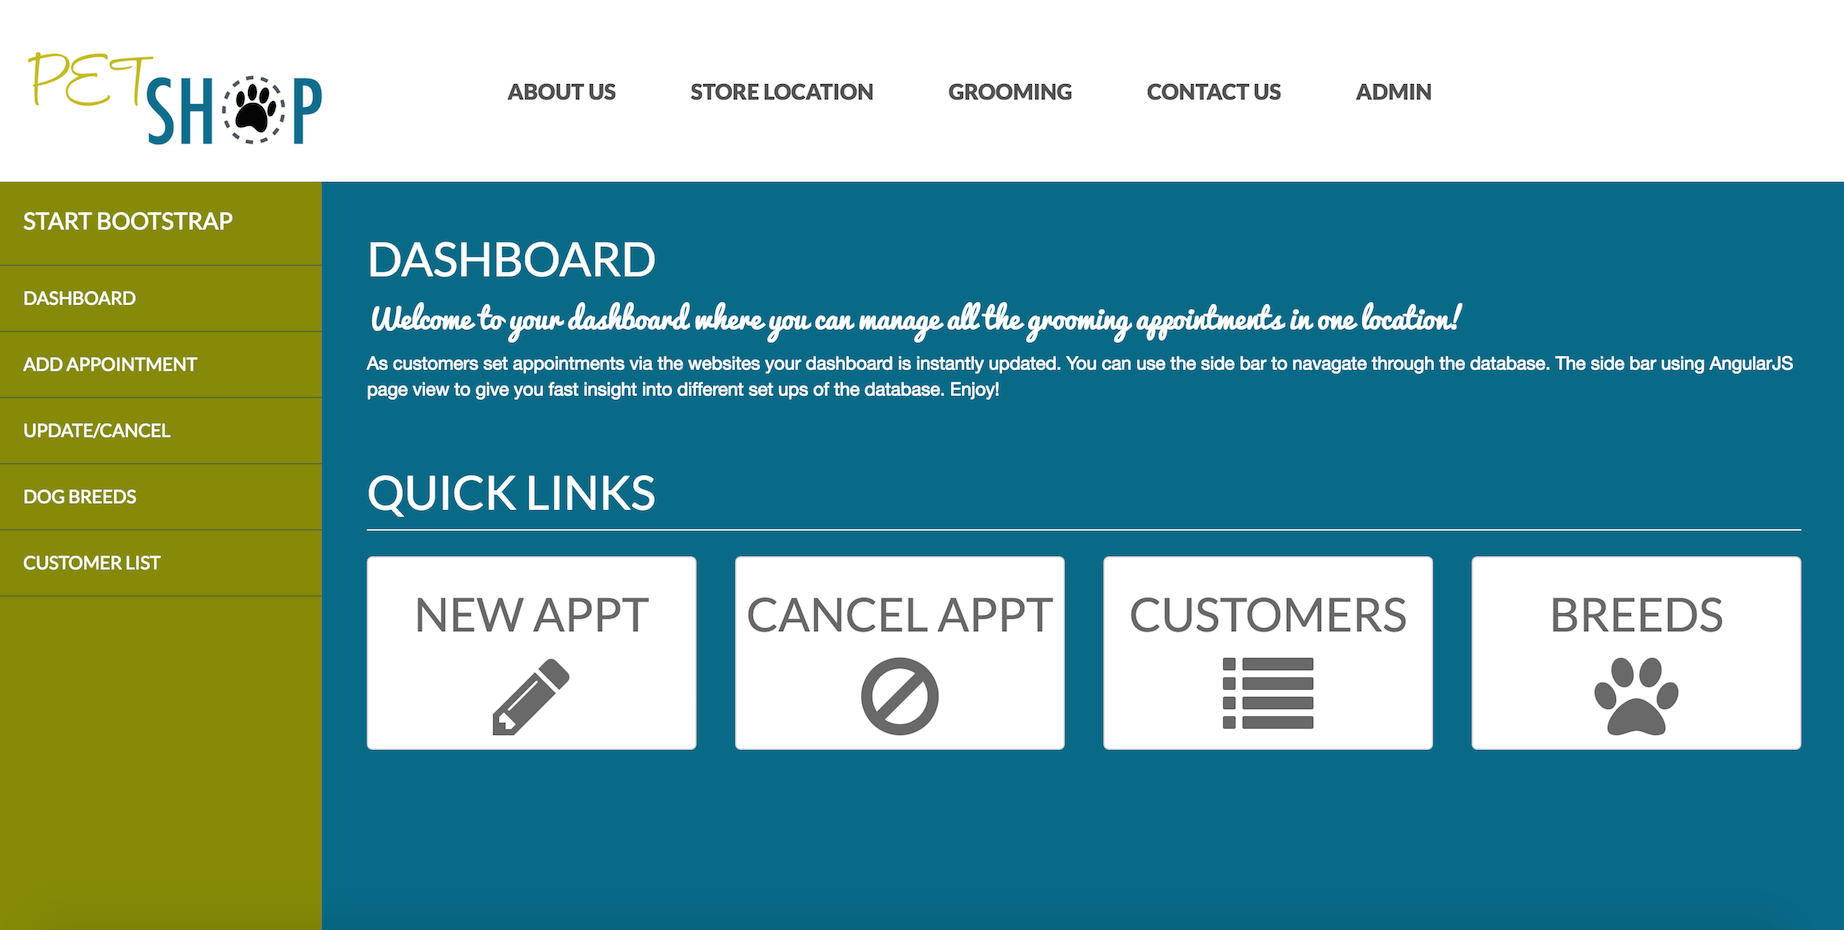 PET SHOP
ABOUT US
STORE LOCATION
GROOMING
CONTACT US
ADMIN
START BOOTSTRAP
DASHBOARD
ADD APPOINTMENT
UPDATE/CANCEL
DOG BREEDS
CUSTOMER LIST
DASHBOARD
Welcome to your dashboard where you can manage all the grooming appointments in one location!
As customers set appointments via the websites your dashboard is instantly updated. You can use the side bar to navagate through the database. The side bar using AngularJS
page view to give you fast insight into different set ups of the database. Enjoy!
QUICK LINKS
NEW APPT
CANCEL APPT
CUSTOMERS
BREEDS